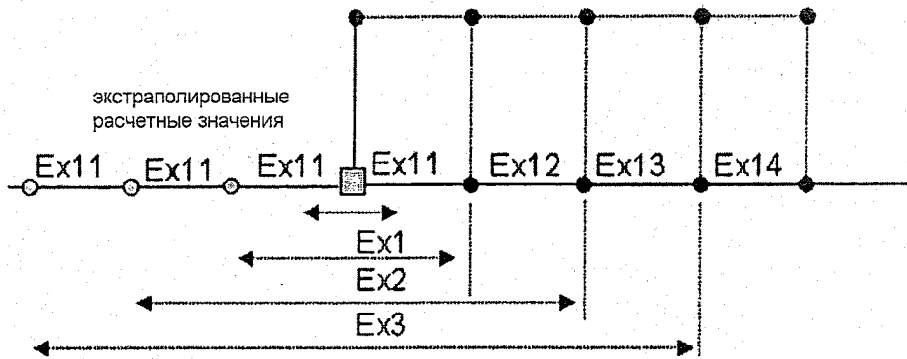 экстраполированные
расчетные значения
Ex11 Ex11 Ex11 Ex11 Ex12 Ex13 Ex14
Ex1
Ex2
Ex3